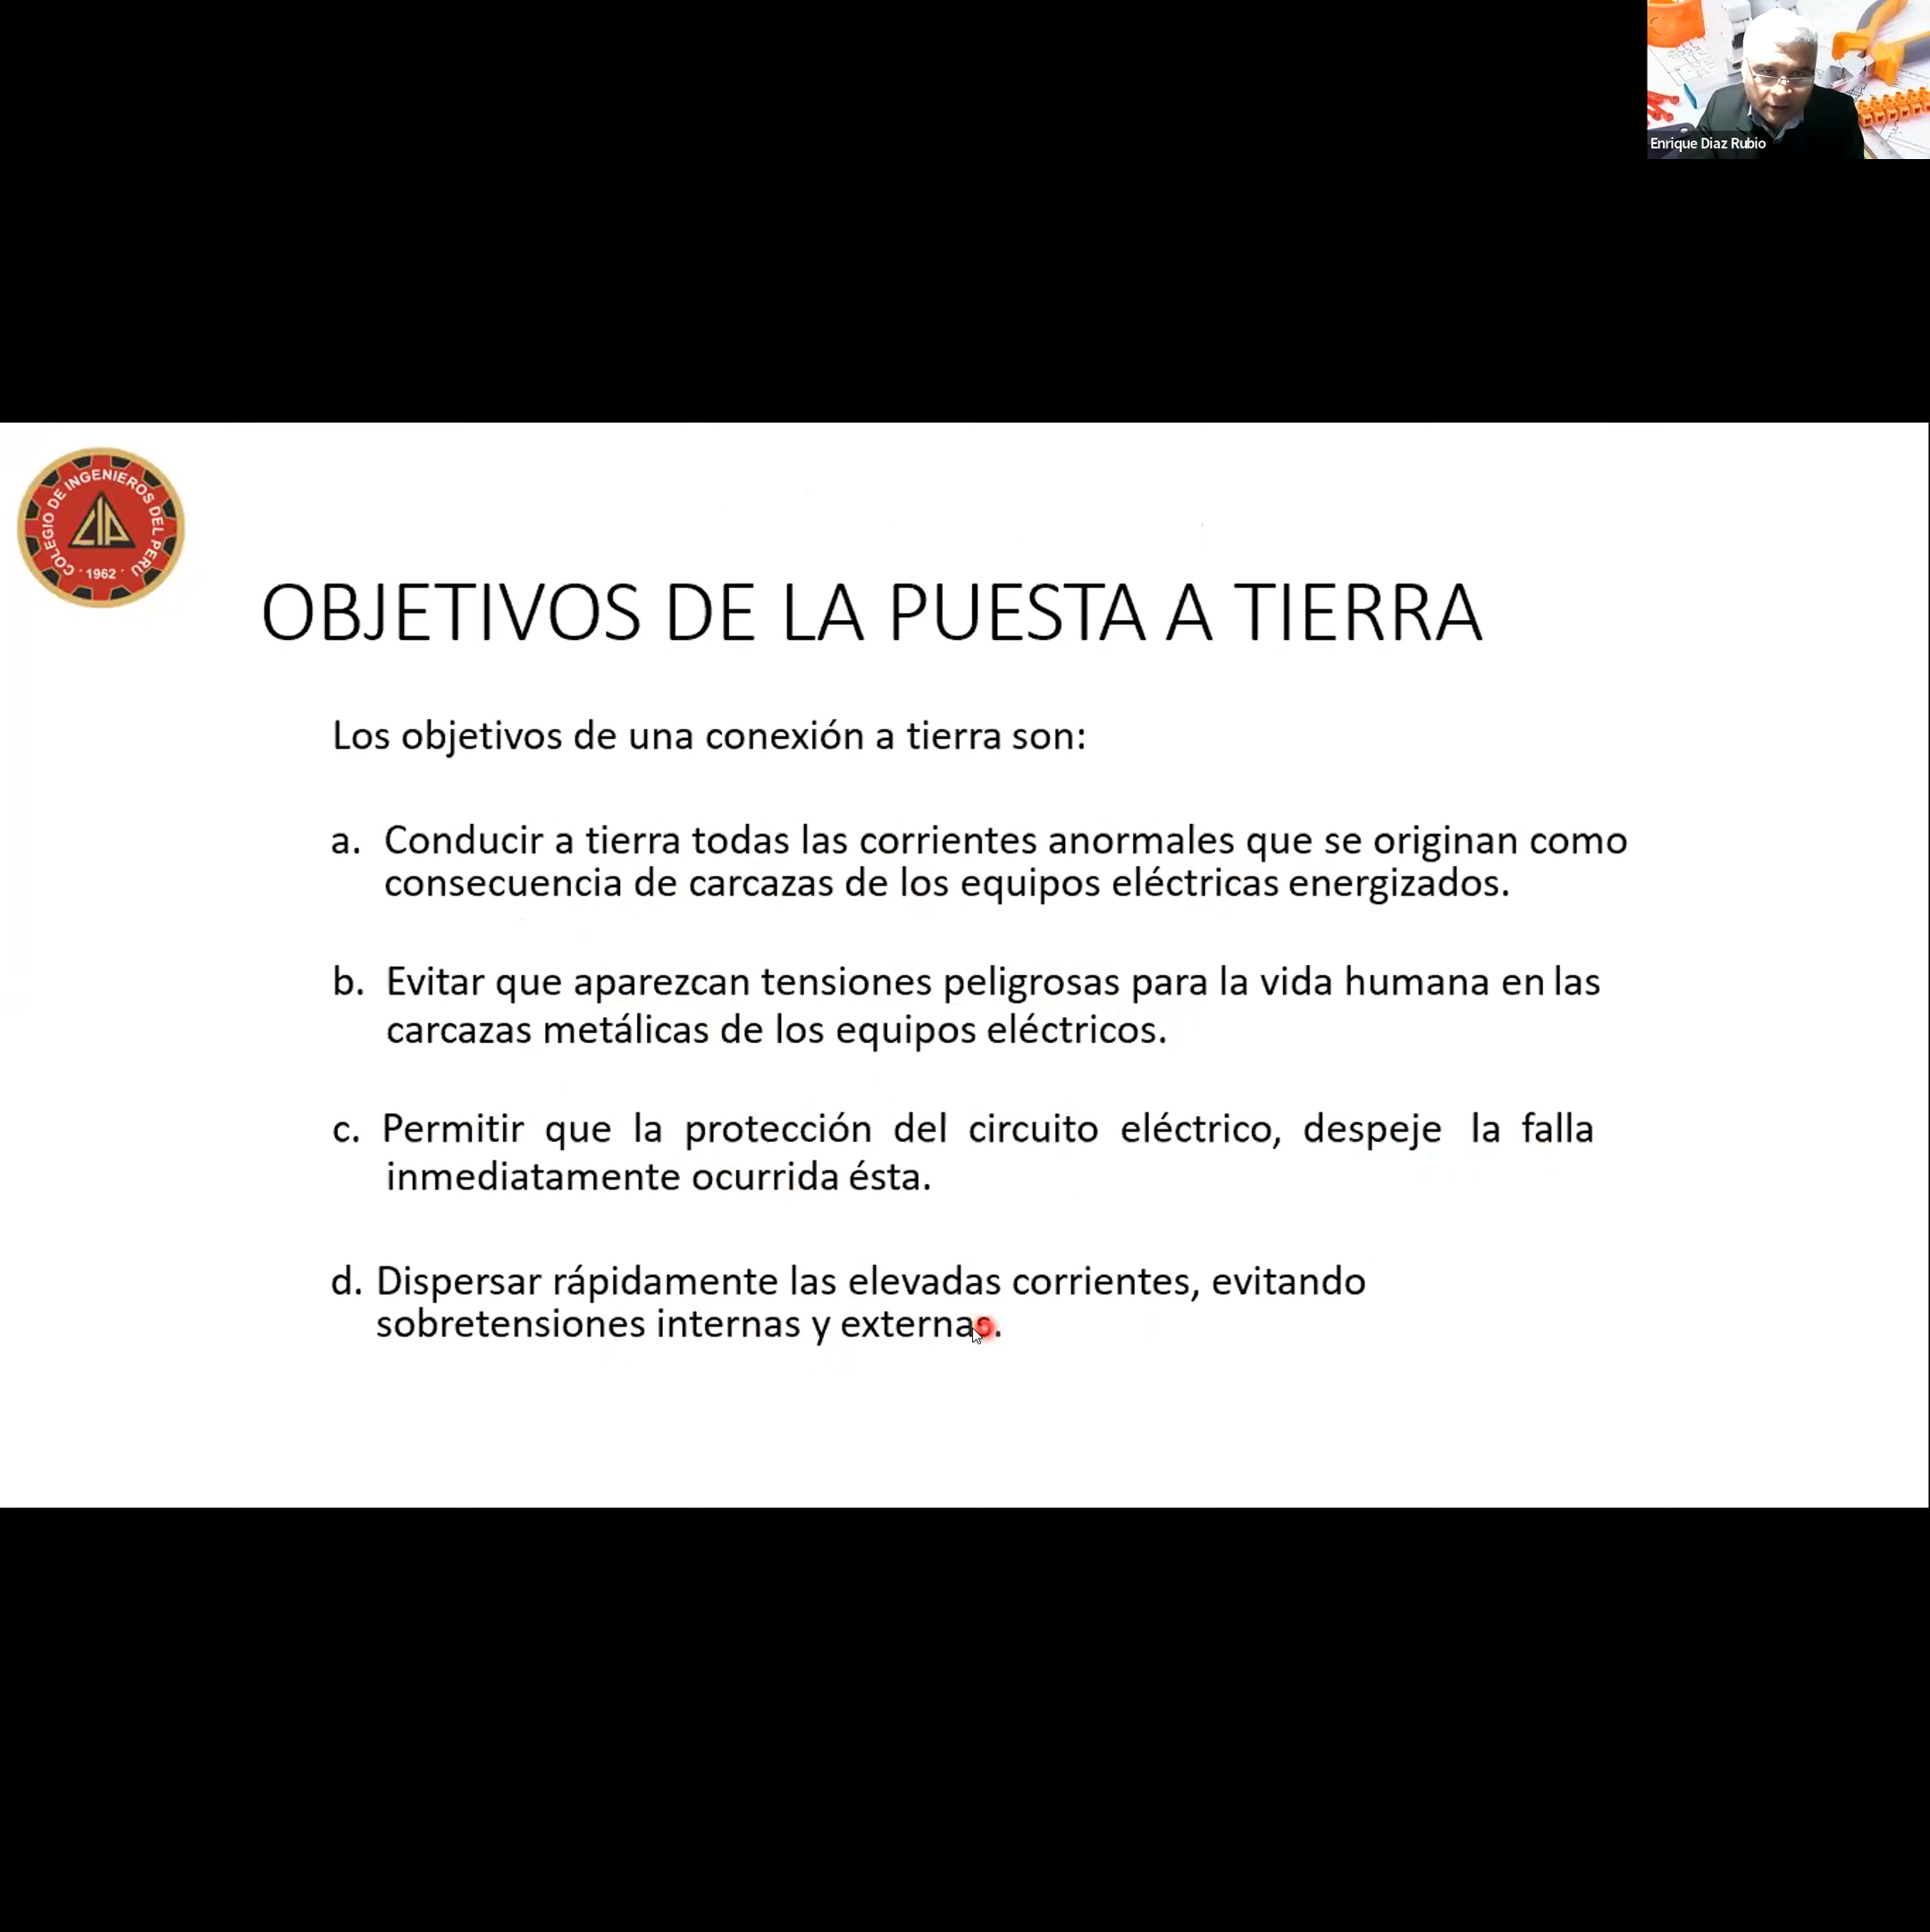 Enrique Diaz Rubio
COLEGIO DE INGENIEROS DEL PERU
CIP
· 1962 ·
OBJETIVOS DE LA PUESTA A TIERRA
Los objetivos de una conexión a tierra son:
a. Conducir a tierra todas las corrientes anormales que se originan como
consecuencia de carcazas de los equipos eléctricas energizados.
b. Evitar que aparezcan tensiones peligrosas para la vida humana en las
carcazas metálicas de los equipos eléctricos.
c. Permitir que la protección del circuito eléctrico, despeje la falla
inmediatamente ocurrida ésta.
d. Dispersar rápidamente las elevadas corrientes, evitando
sobretensiones internas y externas.